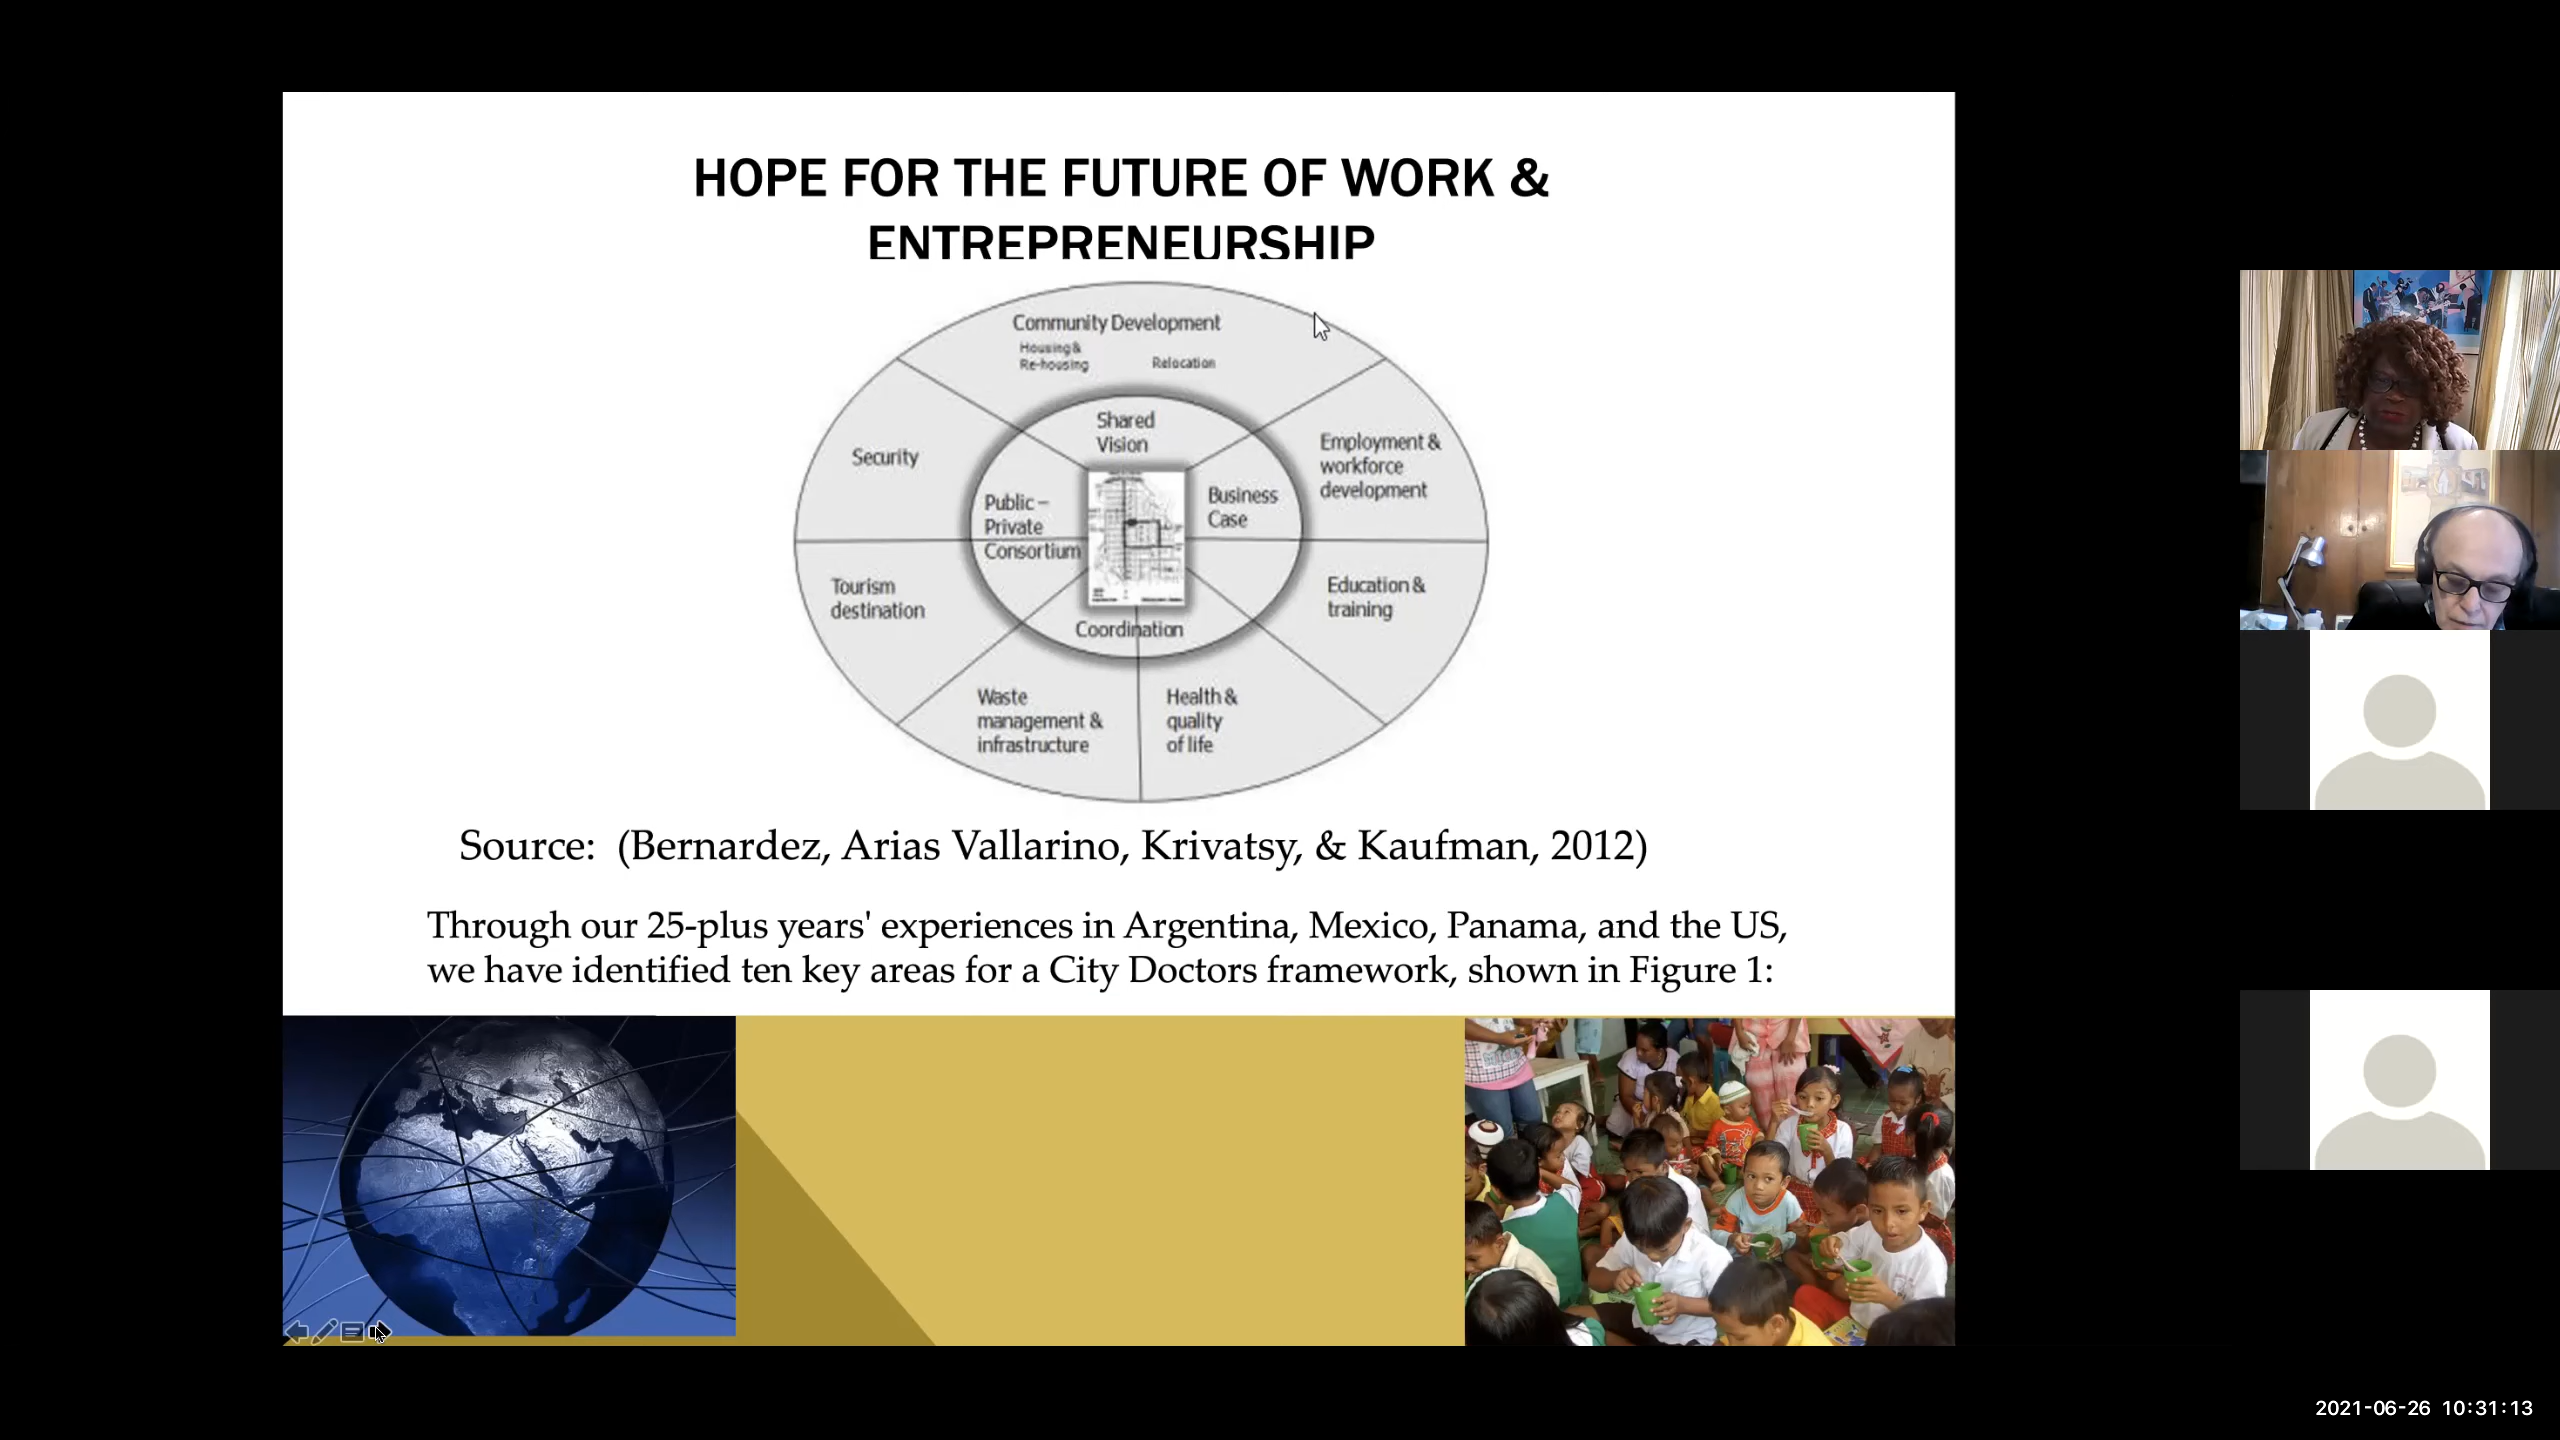 HOPE FOR THE FUTURE OF WORK &
ENTREPRENEURSHIP
Community Development
Housing &
Re-housing
Relocation
Security
Shared
Vision
Employment &
workforce
development
Public –
Private
Consortium
Business
Case
Tourism
destination
Education &
training
Coordination
Waste
management &
infrastructure
Health &
quality
of life
Source: (Bernardez, Arias Vallarino, Krivatsy, & Kaufman, 2012)
Through our 25-plus years' experiences in Argentina, Mexico, Panama, and the US,
we have identified ten key areas for a City Doctors framework, shown in Figure 1:
2021-06-26 10:31:13